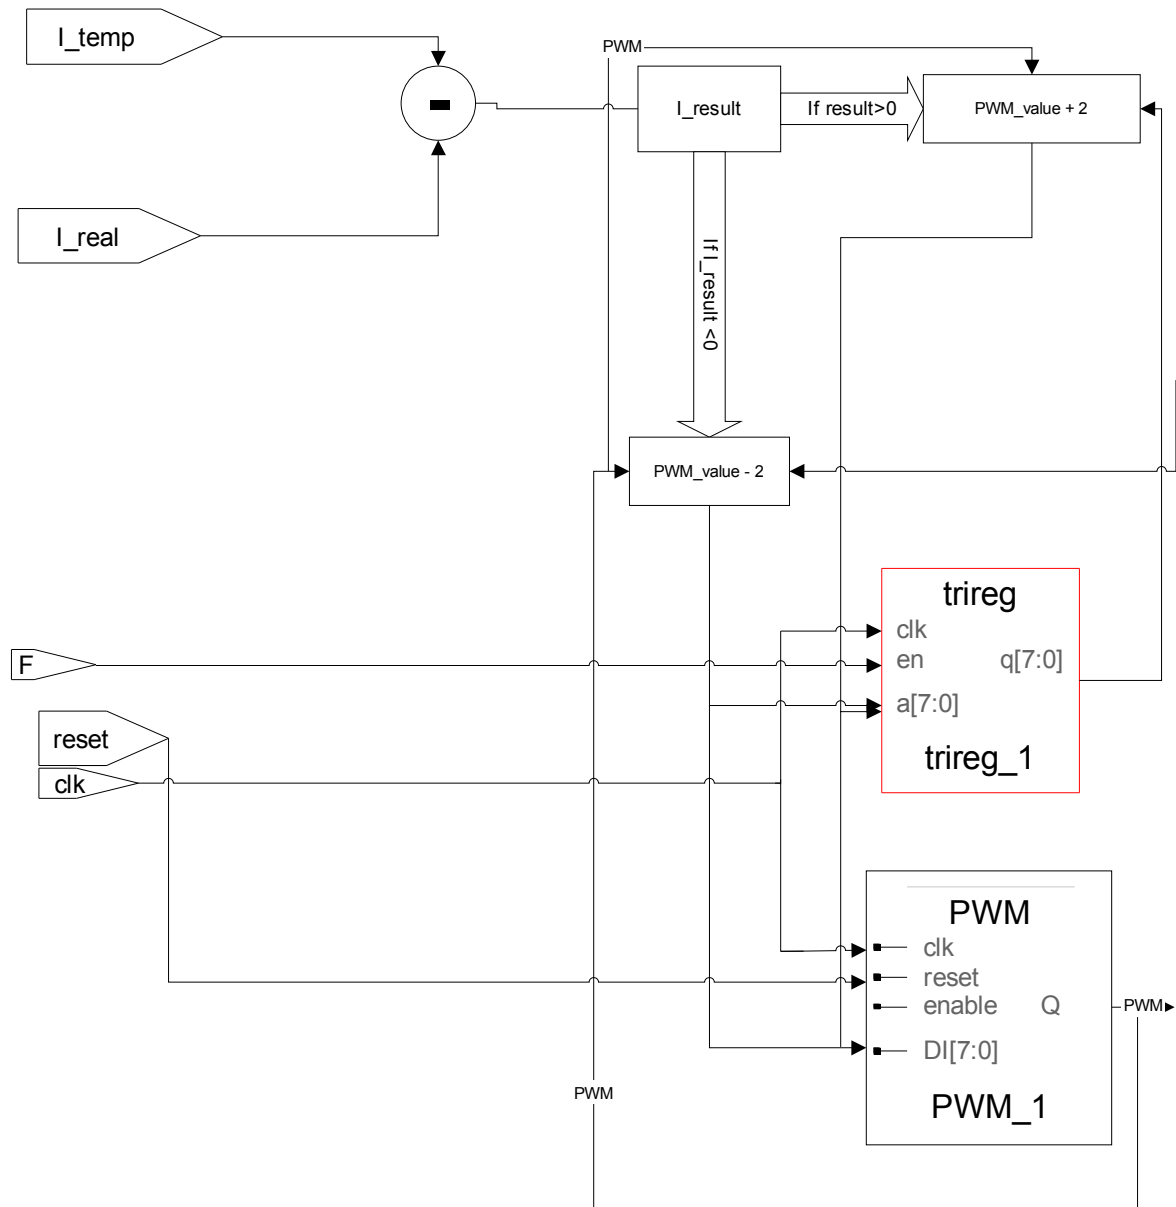 I_temp
PWM
I_result
If result>0
PWM_value + 2
I_real
If I_result <0
PWM_value - 2
trireg
clk
en
q[7:0]
a[7:0]
trireg_1
F
reset
clk
PWM
clk
reset
enable
Q
PWM
DI[7:0]
PWM_1
PWM